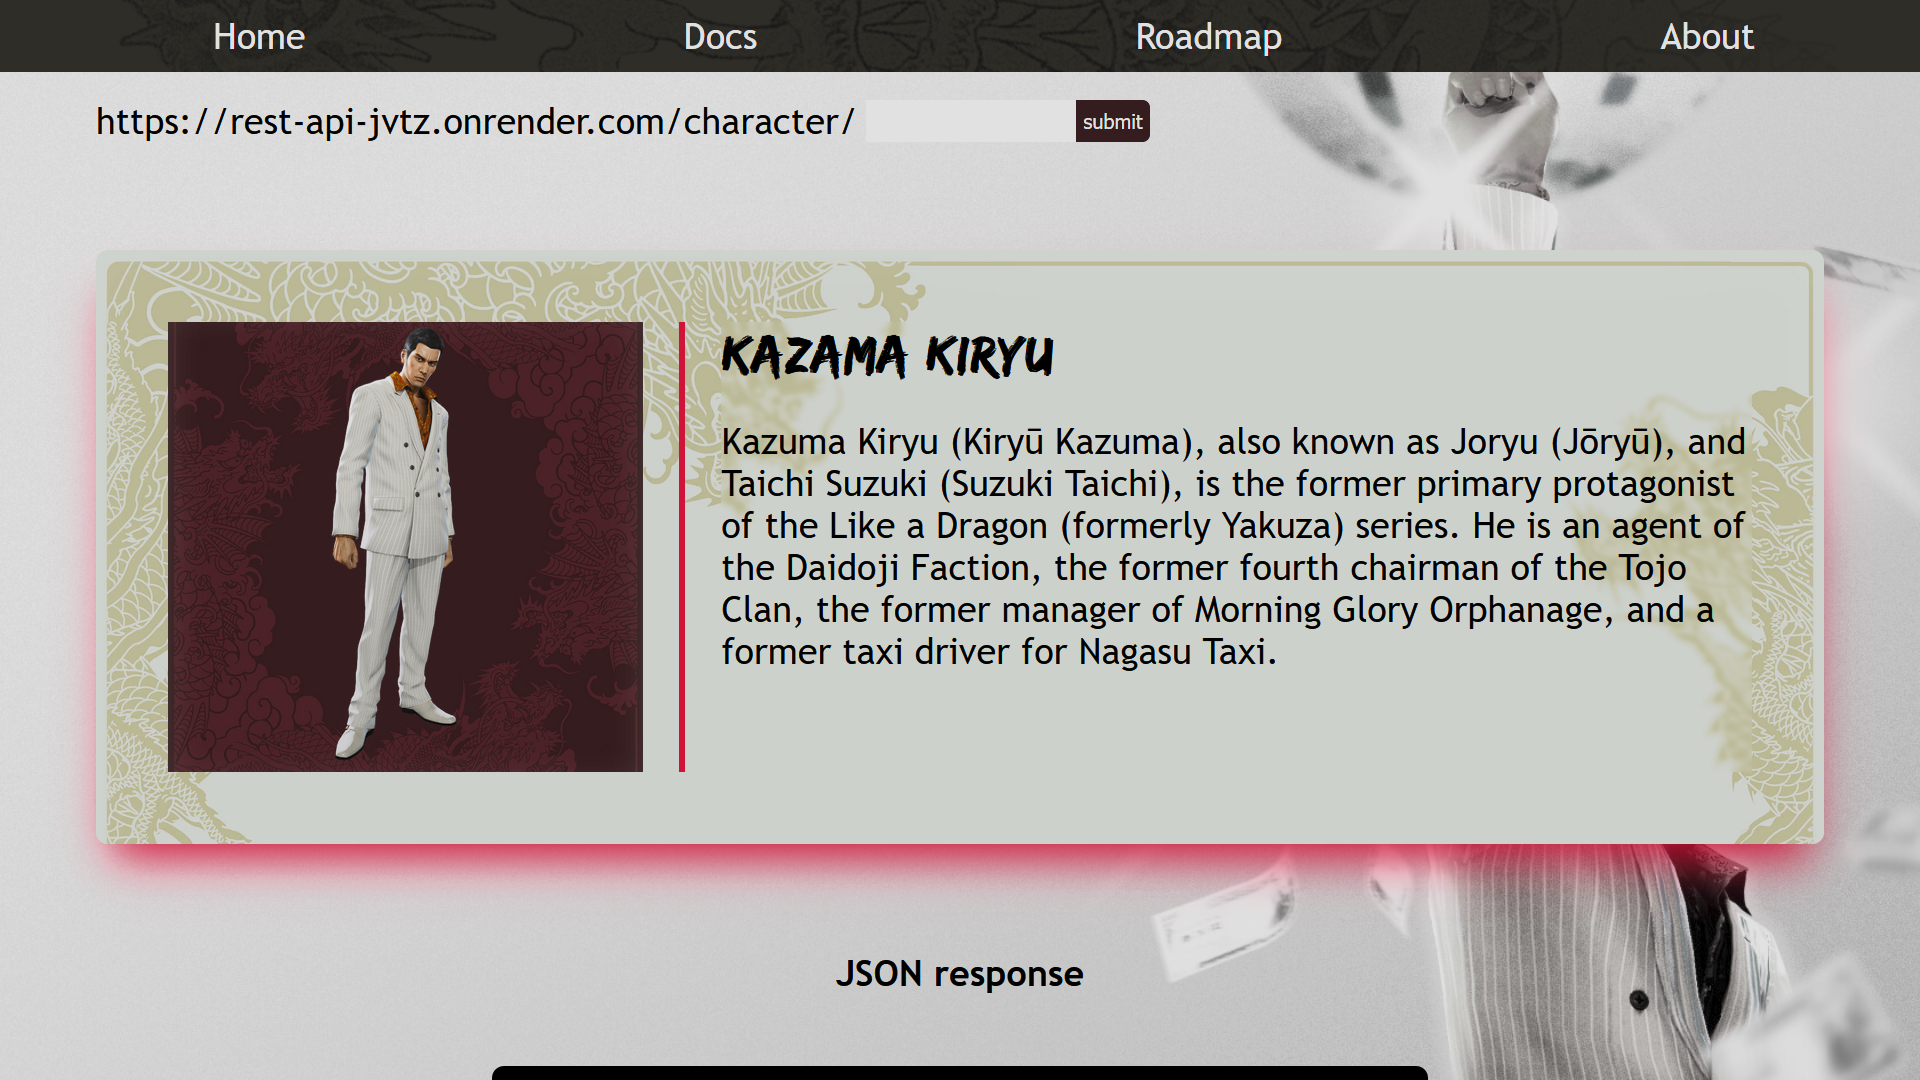 Home Docs Roadmap About
https://rest-api-jvtz.onrender.com/character/ submit
KAZAMA KIRYU
Kazuma Kiryu (Kiryū Kazuma), also known as Joryu (Jōryū), and
Taichi Suzuki (Suzuki Taichi), is the former primary protagonist
of the Like a Dragon (formerly Yakuza) series. He is an agent of
the Daidoji Faction, the former fourth chairman of the Tojo
Clan, the former manager of Morning Glory Orphanage, and a
former taxi driver for Nagasu Taxi.
JSON response